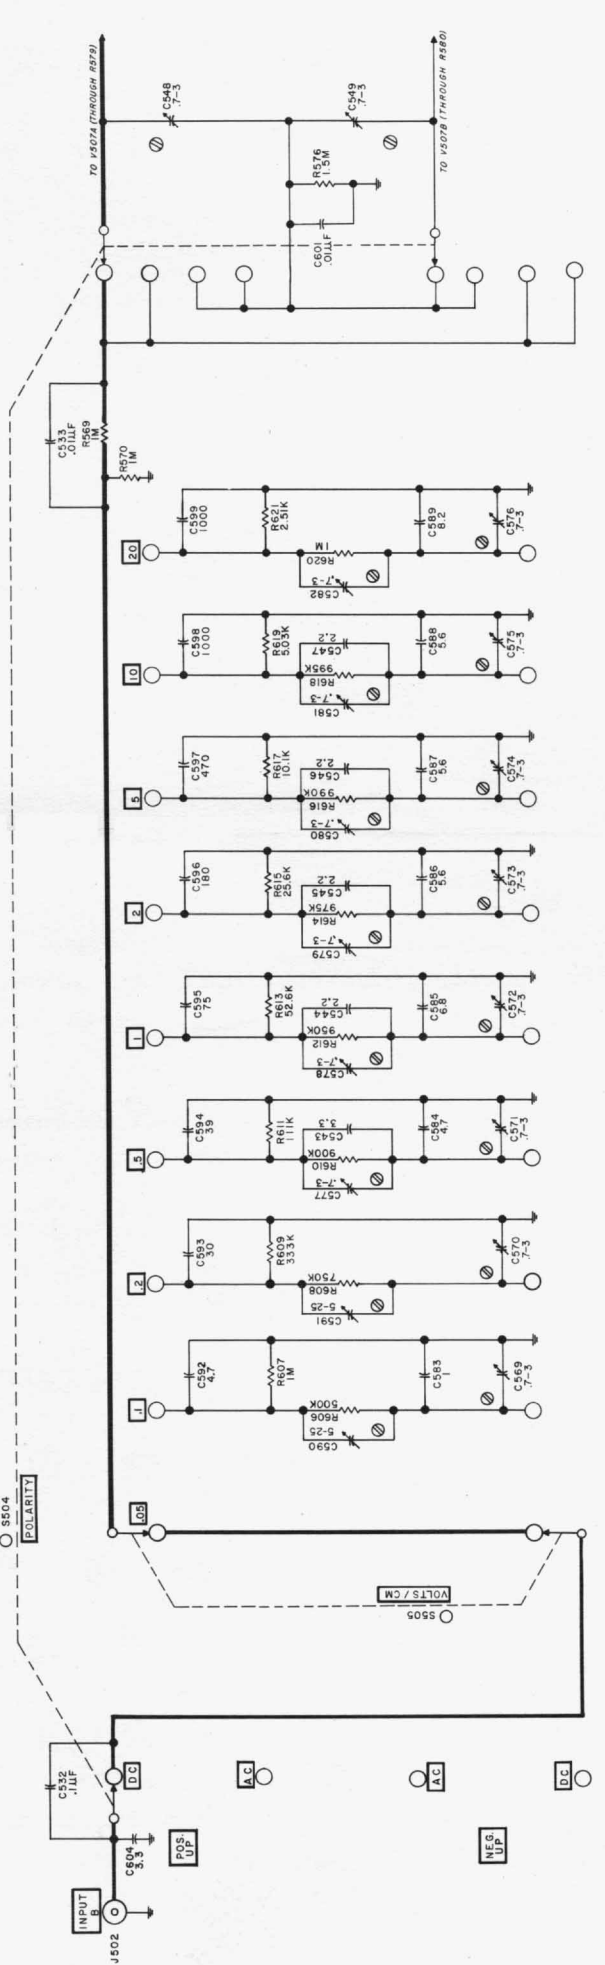 INPUT
B
J502
C604
3.3
C532
.1µF
DC
AC
AC
DC
POS.
UP
NEG.
UP
S504
POLARITY
VOLTS / CM
S505
.05
.1
C592
4.7
R607
1M
R606
500K
5-25
C590
C583
1
C569
.7-3
.2
C593
30
R609
333K
R608
750K
5-25
C591
C570
.7-3
.5
C594
39
R611
111K
C543
3.3
R610
900K
.7-3
C577
C584
4.7
C571
.7-3
1
C595
75
R613
52.6K
C544
2.2
R612
950K
.7-3
C578
C585
6.8
C572
.7-3
2
C596
180
R615
25.6K
C545
2.2
R614
975K
.7-3
C579
C586
5.6
C573
.7-3
5
C597
470
R617
10.1K
C546
2.2
R616
990K
.7-3
C580
C587
5.6
C574
.7-3
10
C598
1000
R619
5.03K
C547
2.2
R618
995K
.7-3
C581
C588
5.6
C575
.7-3
20
C599
1000
R621
2.51K
R620
1M
.7-3
C582
C589
8.2
C576
.7-3
C533
.01µF
R569
1M
R570
1M
C601
.01µF
R576
1.5M
C548
.7-3
C549
.7-3
TO V507A (THROUGH R579)
TO V507B (THROUGH R580)